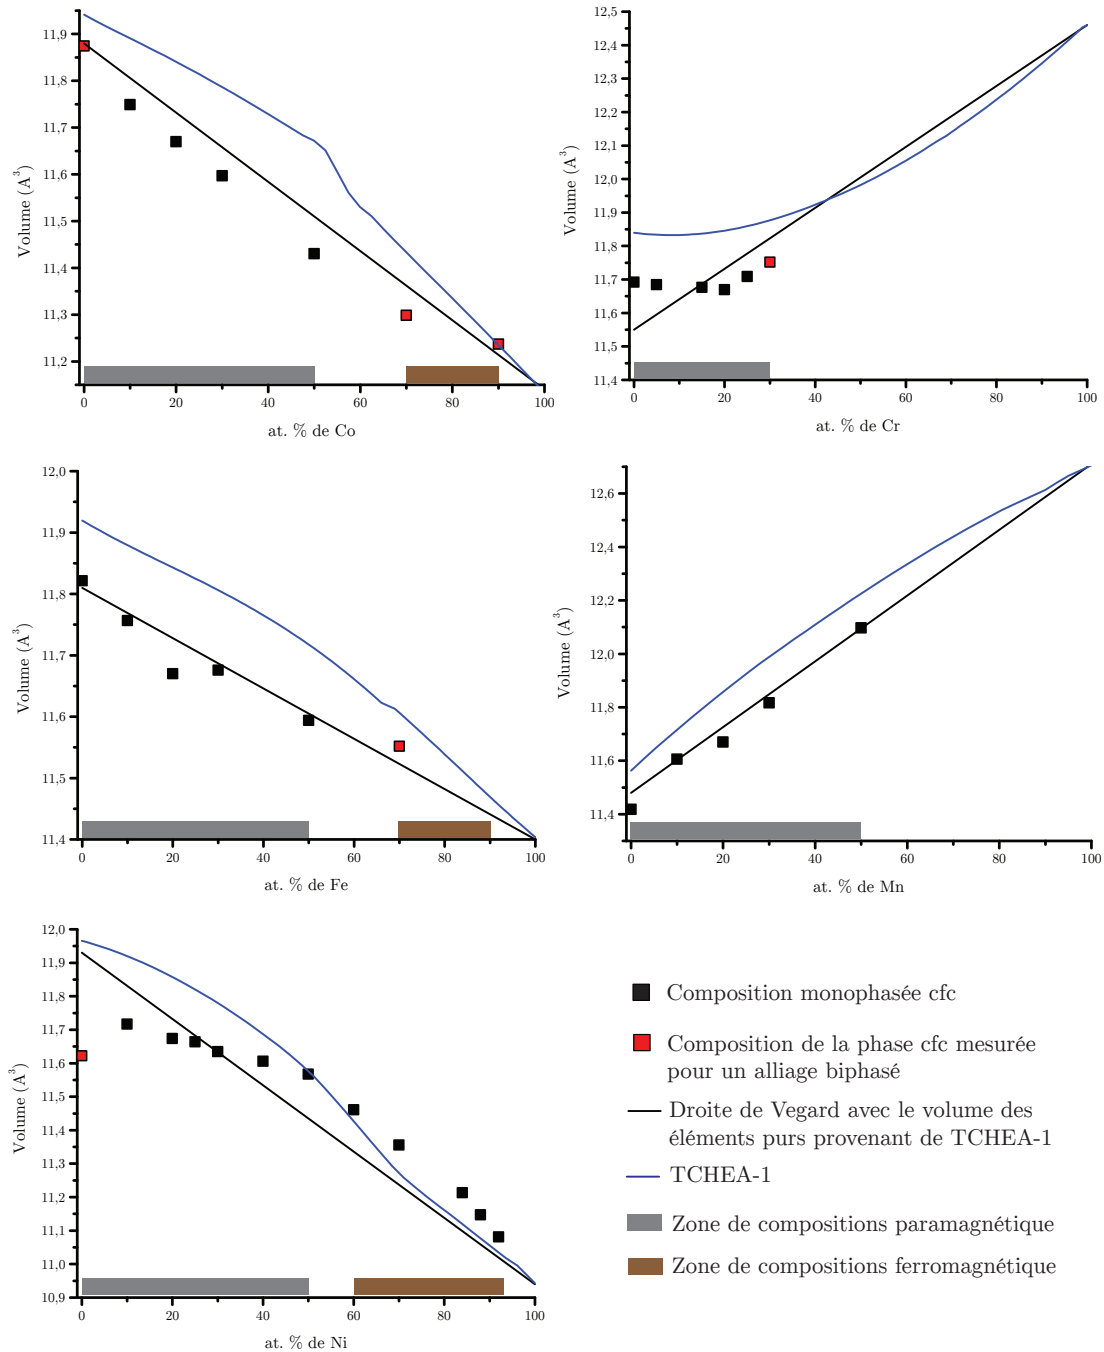 11,9
11,8
11,7
11,6
11,5
11,4
11,3
11,2
Volume (A³)
0 20 40 60 80 100
at. % de Co
12,5
12,4
12,3
12,2
12,1
12,0
11,9
11,8
11,7
11,6
11,5
11,4
Volume (A³)
0 20 40 60 80 100
at. % de Cr
12,0
11,9
11,8
11,7
11,6
11,5
11,4
Volume (A³)
0 20 40 60 80 100
at. % de Fe
12,6
12,4
12,2
12,0
11,8
11,6
11,4
Volume (A³)
0 20 40 60 80 100
at. % de Mn
12,0
11,9
11,8
11,7
11,6
11,5
11,4
11,3
11,2
11,1
11,0
10,9
Volume (A³)
0 20 40 60 80 100
at. % de Ni
Composition monophasée cfc
Composition de la phase cfc mesurée
pour un alliage biphasé
Droite de Vegard avec le volume des
éléments purs provenant de TCHEA-1
TCHEA-1
Zone de compositions paramagnétique
Zone de compositions ferromagnétique